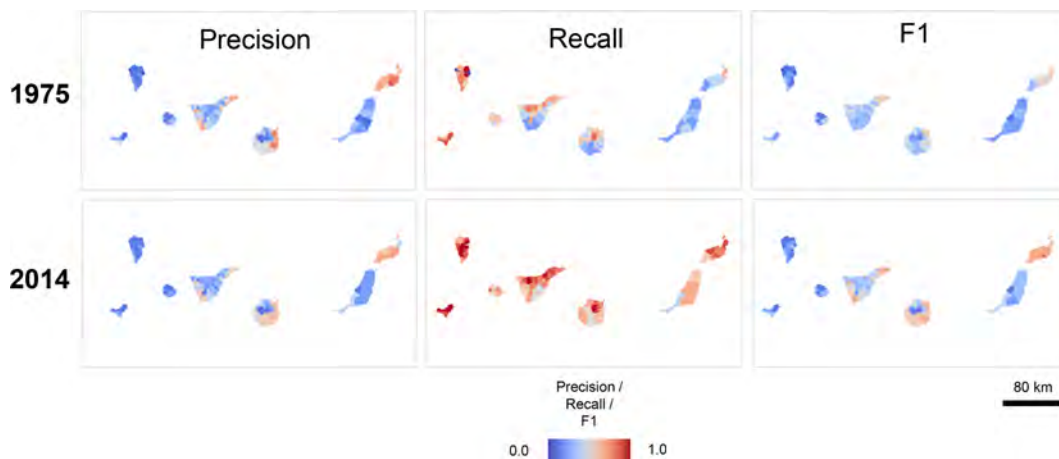 Precision
Recall
F1
1975
2014
80 km
Precision /
Recall /
F1
0.0
1.0